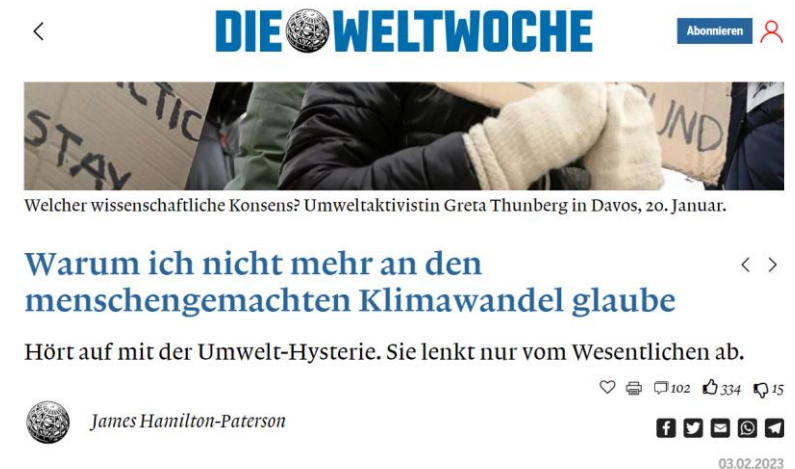 DIE WELTWOCHE
Abonnieren
STAY
CTIC
UND
Welcher wissenschaftliche Konsens? Umweltaktivistin Greta Thunberg in Davos, 20. Januar.
Warum ich nicht mehr an den
menschengemachten Klimawandel glaube
Hört auf mit der Umwelt-Hysterie. Sie lenkt nur vom Wesentlichen ab.
102 334 15
James Hamilton-Paterson
03.02.2023